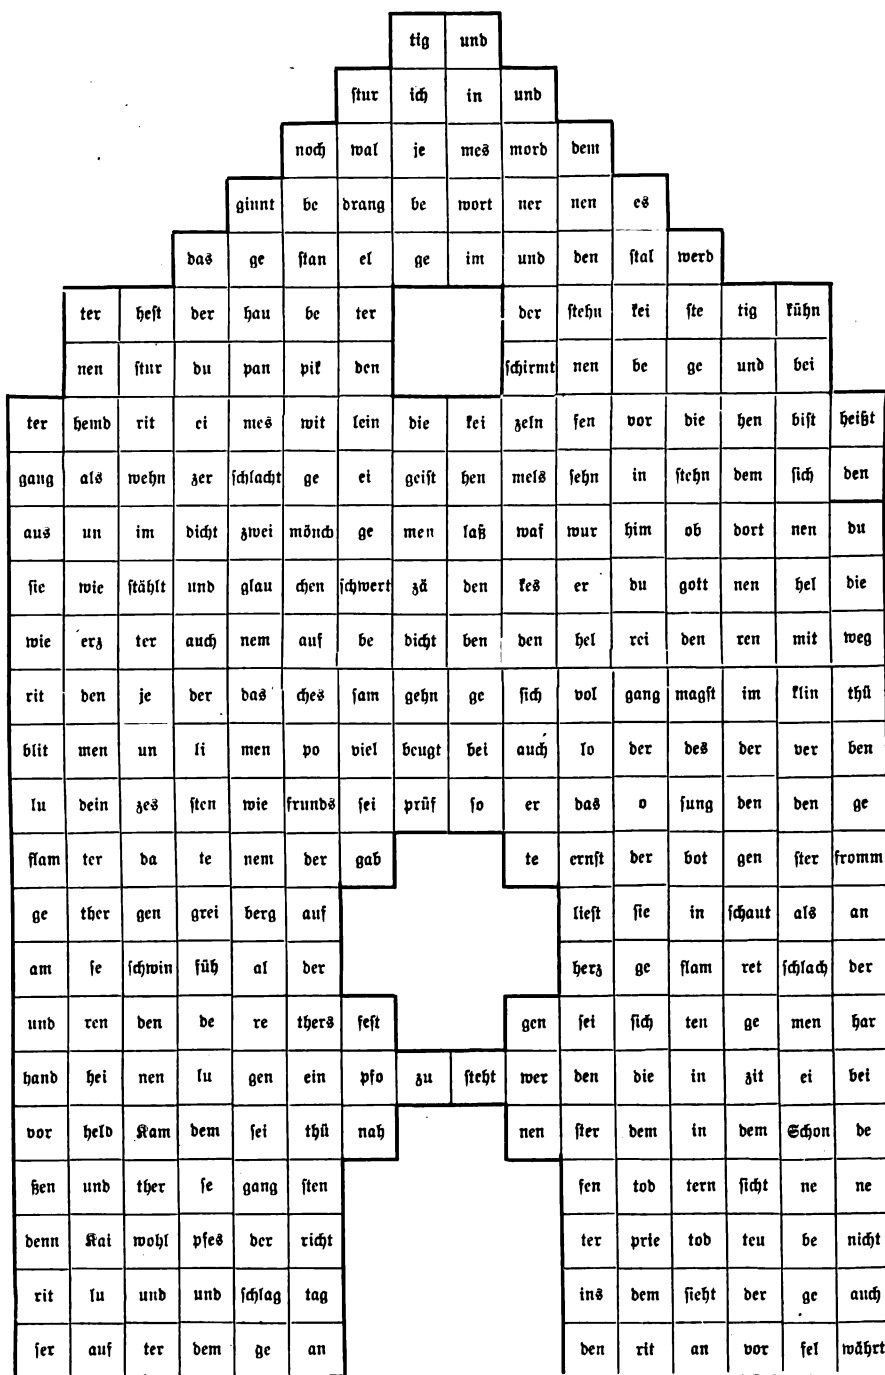 tig und
stur ich in und
noch wal je mes mord dem
ginnt be drang be wort ner nen es
das ge stan el ge im und den stal werd
ter hest der hau be ter der stehn kei ste tig kühn
nen stur du pan pik den schirmt nen be ge und bei
ter hemd rit ei mes wit lein die kei zeln fen vor die hen bist heißt
gang als wehn zer schlacht ge ei geist hen mels sehn in stehn dem sich den
aus un im dicht zwei mönch ge men laß waf wur him ob dort nen du
sie wie stählt und glau chen schwert zä den kes er du gott nen hel die
wie erz ter auch nem auf be dicht ben den hel rei den ren mit weg
rit den je der das ches sam gehn ge sich vol gang magst im klin thü
blit men un li men po viel beugt bei auch lo der des der ver ben
lu dein zes sten wie frunds sei prüf so er das o sung den den ge
flam ter da te nem der gab te ernst der bot gen ster fromm
ge ther gen grei berg auf liest sie in schaut als an
am se schwin füh al der herz ge flam ret schlach der
und ren den de re thers fest gen sei sich ten ge men har
hand hei nen lu gen ein pfo zu steht wer den die in zit ei bei
vor held Kam dem sei thü nah nen ster dem in dem Schon de
ßen und ther se gang sten fen tod tern sicht ne ne
denn Kai wohl pfes der richt ter prie tod teu be nicht
rit lu und und schlag tag ins dem sieht der ge auch
ser auf ter dem ge an den rit an vor fel währt